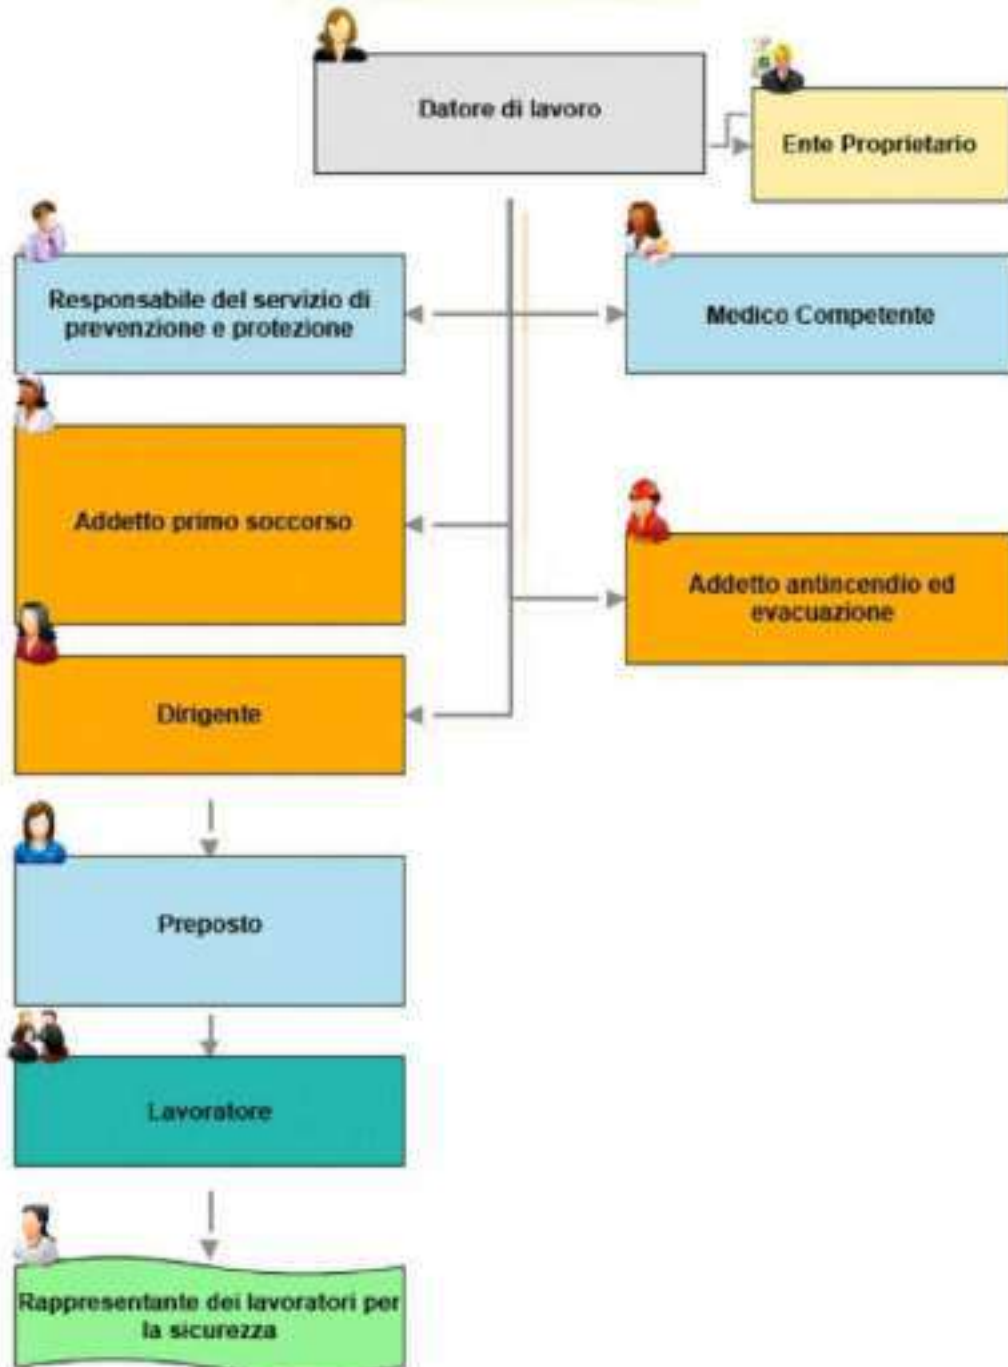 Datore di lavoro
Ente Proprietario
Responsabile del servizio di
prevenzione e protezione
Medico Competente
Addetto primo soccorso
Addetto antincendio ed
evacuazione
Dirigente
Preposto
Lavoratore
Rappresentante dei lavoratori per
la sicurezza